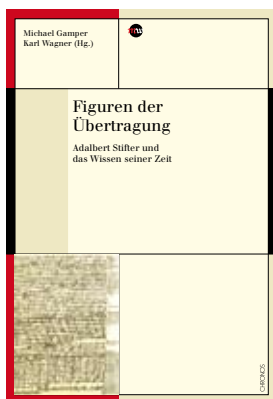 Michael Gamper
Karl Wagner (Hg.)
Figuren der
Übertragung
Adalbert Stifter und
das Wissen seiner Zeit
CHRONOS